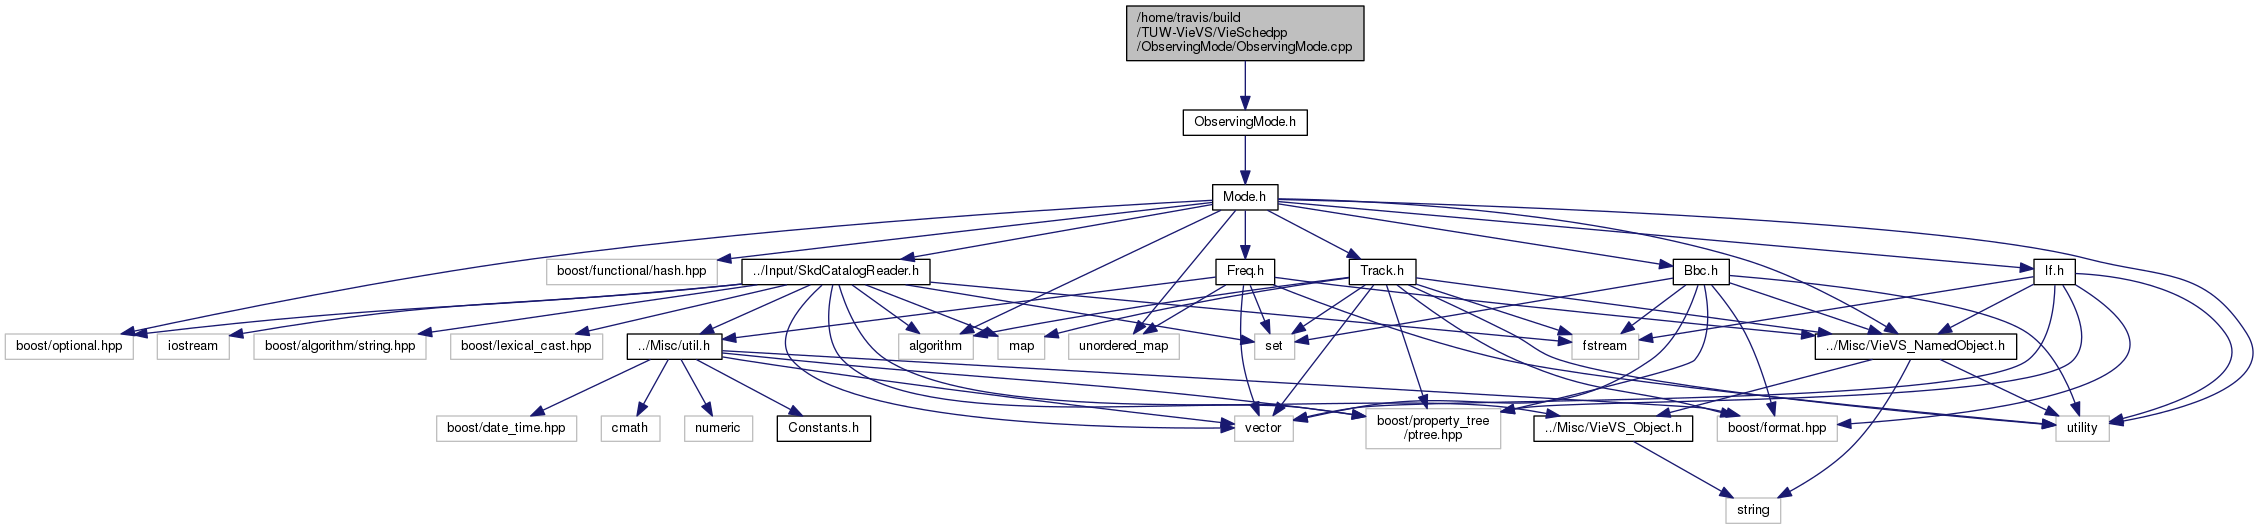 /home/travis/build
/TUW-VieVS/VieSchedpp
/ObservingMode/ObservingMode.cpp
ObservingMode.h
Mode.h
boost/functional/hash.hpp
../Input/SkdCatalogReader.h
Freq.h
Track.h
Bbc.h
If.h
boost/optional.hpp
iostream
boost/algorithm/string.hpp
boost/lexical_cast.hpp
../Misc/util.h
algorithm
map
unordered_map
set
fstream
../Misc/VieVS_NamedObject.h
boost/date_time.hpp
cmath
numeric
Constants.h
vector
boost/property_tree
/ptree.hpp
../Misc/VieVS_Object.h
boost/format.hpp
utility
string